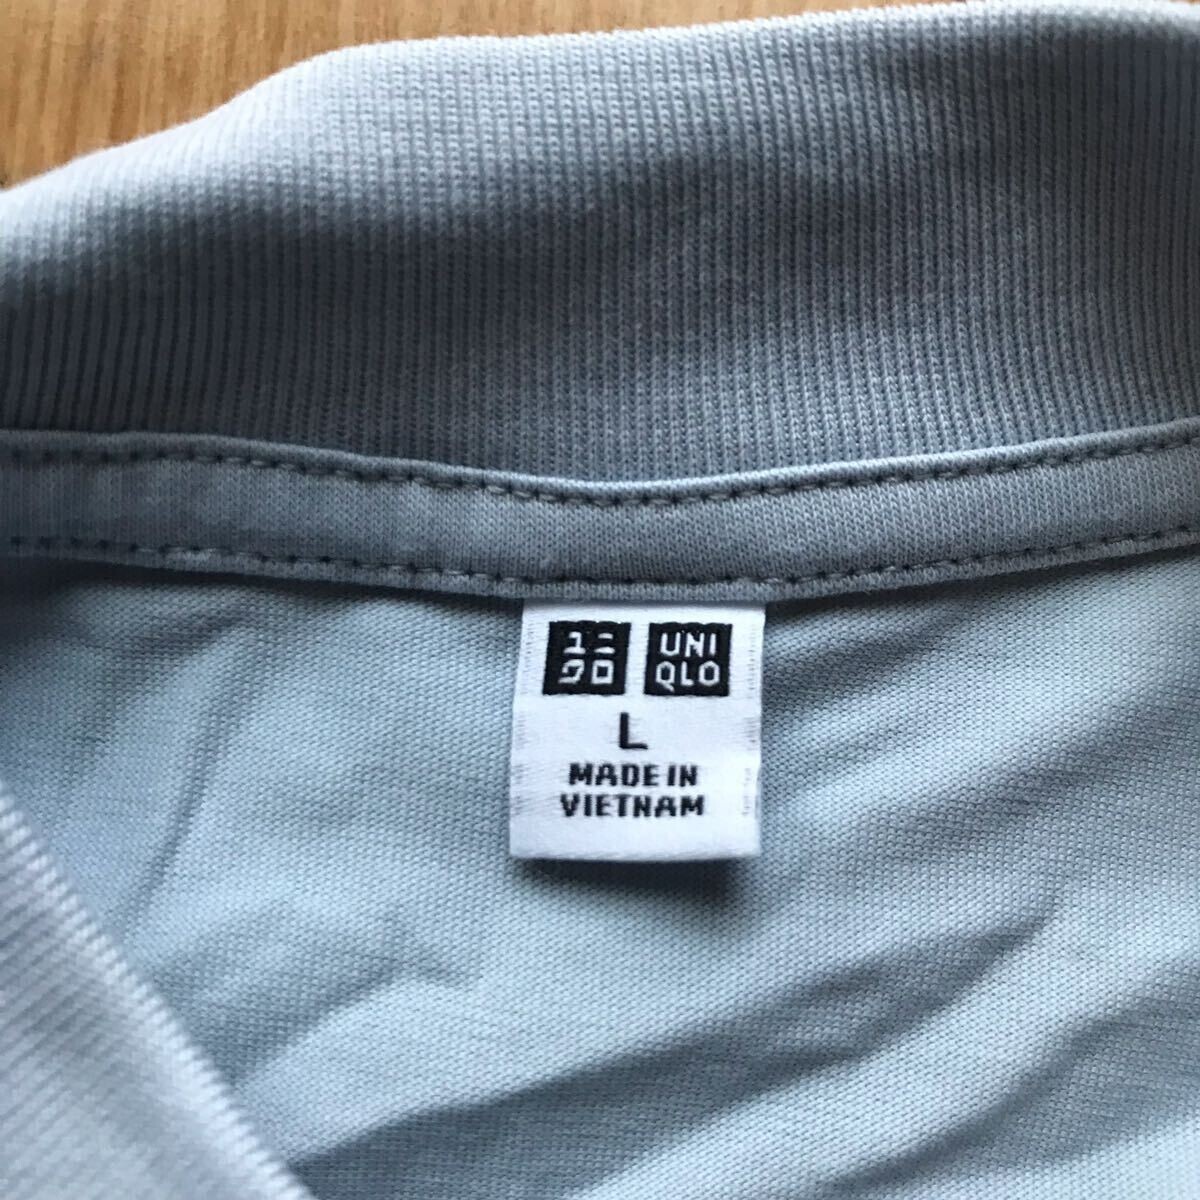 ユニ UNI
クロ QLO
L
MADE IN
VIETNAM